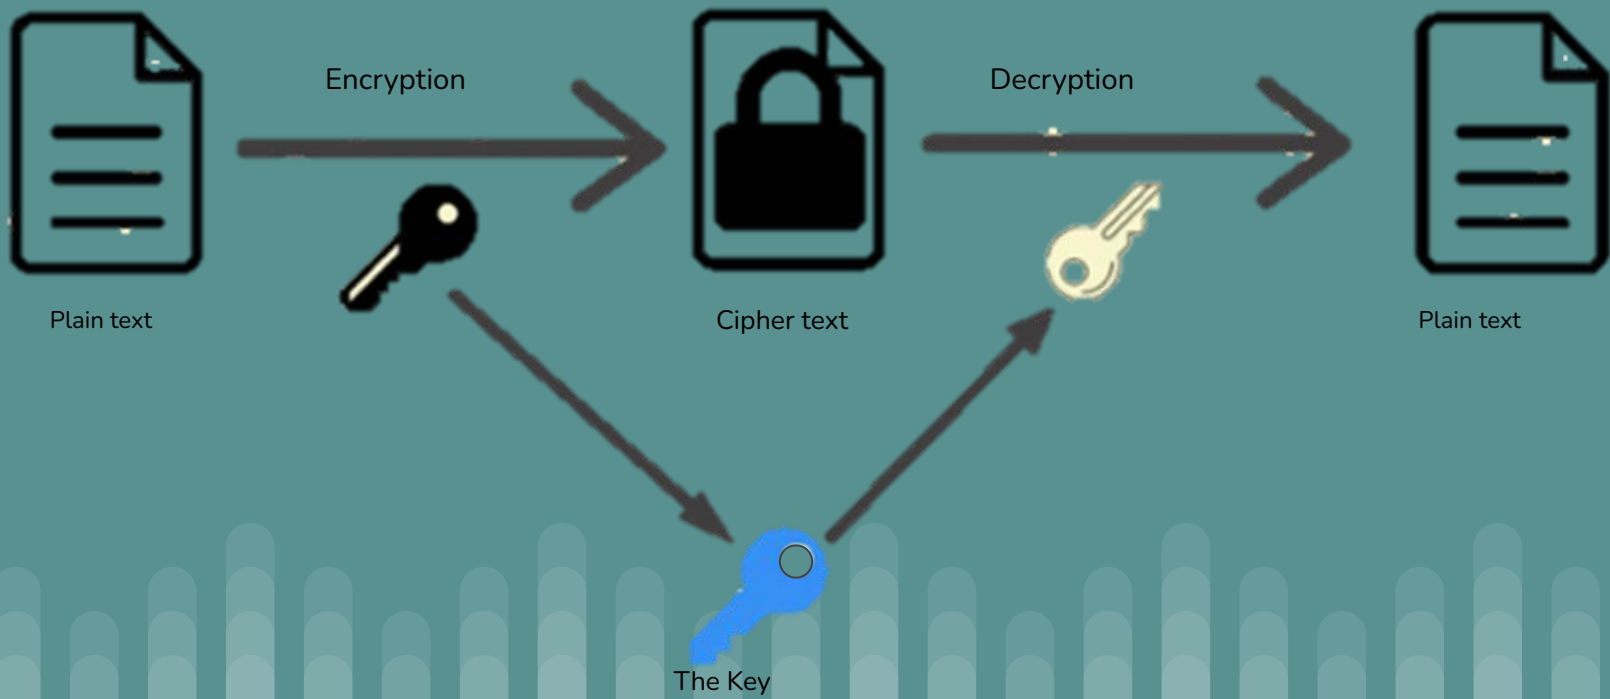 Encryption
Decryption
Plain text
Cipher text
Plain text
The Key